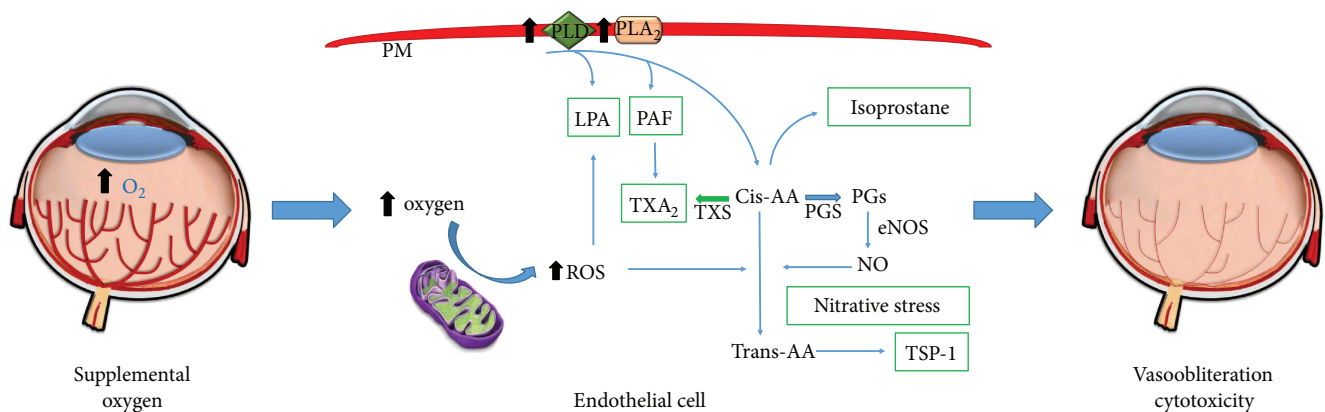 PLD
PLA2
PM
LPA
PAF
Isoprostane
O2
oxygen
TXA2
TXS
Cis-AA
PGS
PGs
eNOS
NO
ROS
Nitrative stress
Trans-AA
TSP-1
Supplemental
oxygen
Endothelial cell
Vasoobliteration
cytotoxicity